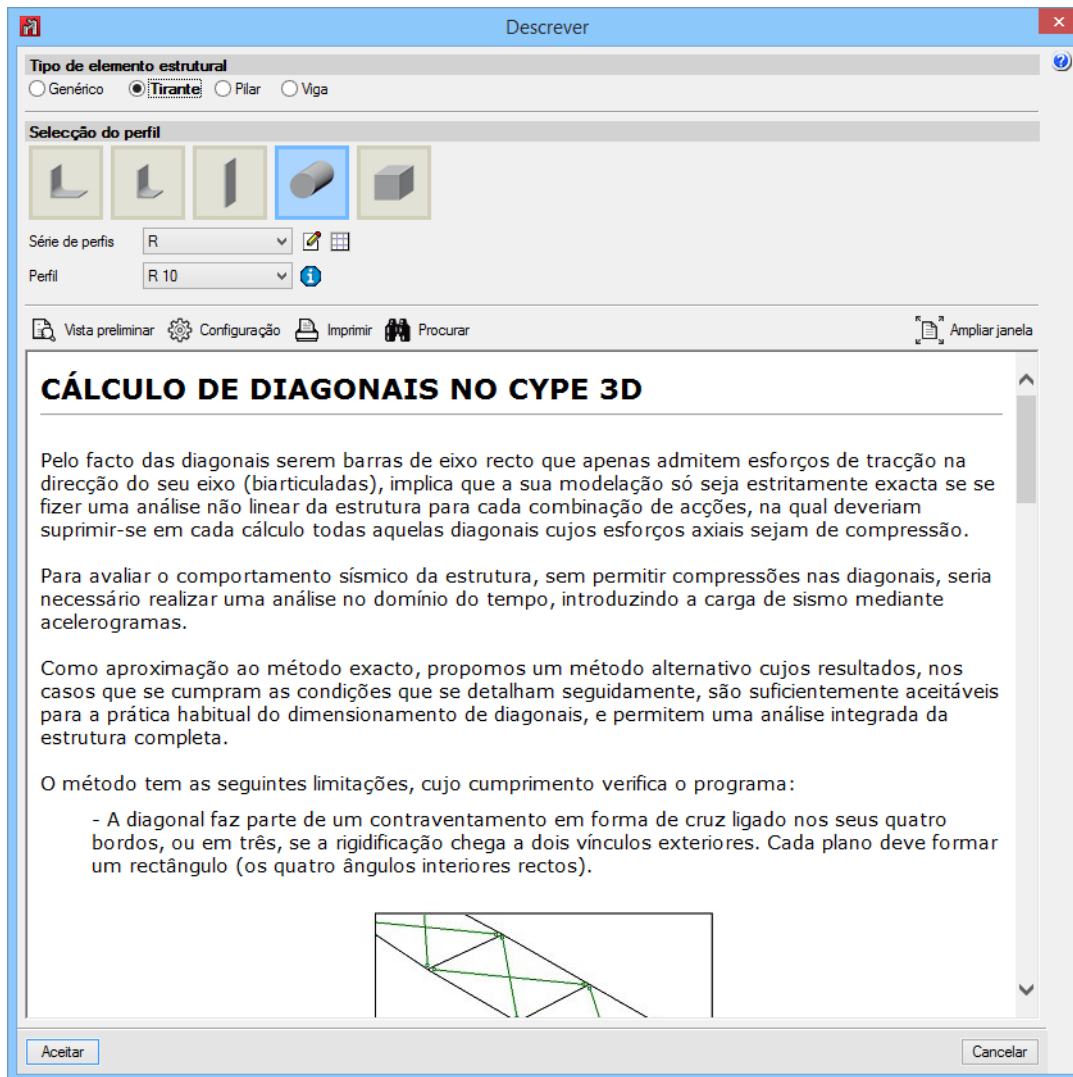 Descrever
Tipo de elemento estrutural
Genérico Tirante Pilar Viga
Selecção do perfil
Série de perfis R
Perfil R 10
Vista preliminar Configuração Imprimir Procurar Ampliar janela
CÁLCULO DE DIAGONAIS NO CYPE 3D
Pelo facto das diagonais serem barras de eixo recto que apenas admitem esforços de tracção na
direcção do seu eixo (biarticuladas), implica que a sua modelação só seja estritamente exacta se se
fizer uma análise não linear da estrutura para cada combinação de acções, na qual deveriam
suprimir-se em cada cálculo todas aquelas diagonais cujos esforços axiais sejam de compressão.
Para avaliar o comportamento sísmico da estrutura, sem permitir compressões nas diagonais, seria
necessário realizar uma análise no domínio do tempo, introduzindo a carga de sismo mediante
acelerogramas.
Como aproximação ao método exacto, propomos um método alternativo cujos resultados, nos
casos que se cumpram as condições que se detalham seguidamente, são suficientemente aceitáveis
para a prática habitual do dimensionamento de diagonais, e permitem uma análise integrada da
estrutura completa.
O método tem as seguintes limitações, cujo cumprimento verifica o programa:
- A diagonal faz parte de um contraventamento em forma de cruz ligado nos seus quatro
bordos, ou em três, se a rigidificação chega a dois vínculos exteriores. Cada plano deve formar
um rectângulo (os quatro ângulos interiores rectos).
Aceitar Cancelar